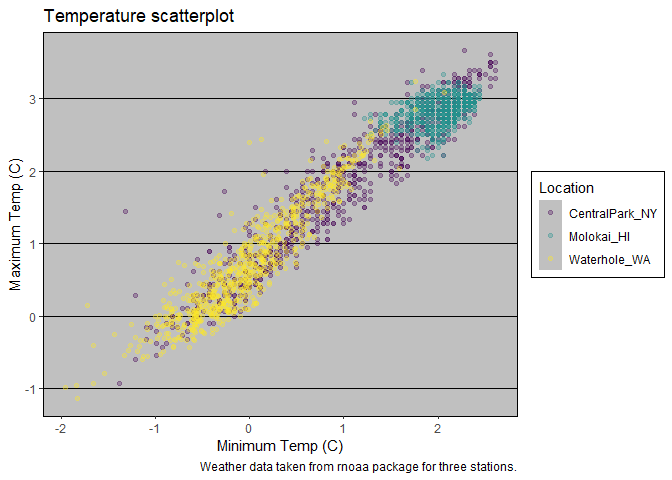 Temperature scatterplot
Maximum Temp (C)
3
2
1
0
-1
-2
-1
0
1
2
Minimum Temp (C)
Weather data taken from rnoaa package for three stations.
Location
CentralPark_NY
Molokai_HI
Waterhole_WA